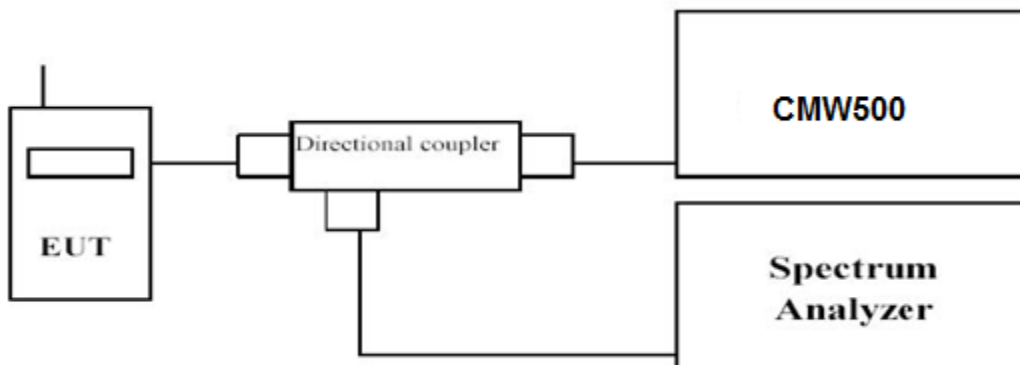 EUT
Directional coupler
CMW500
Spectrum
Analyzer